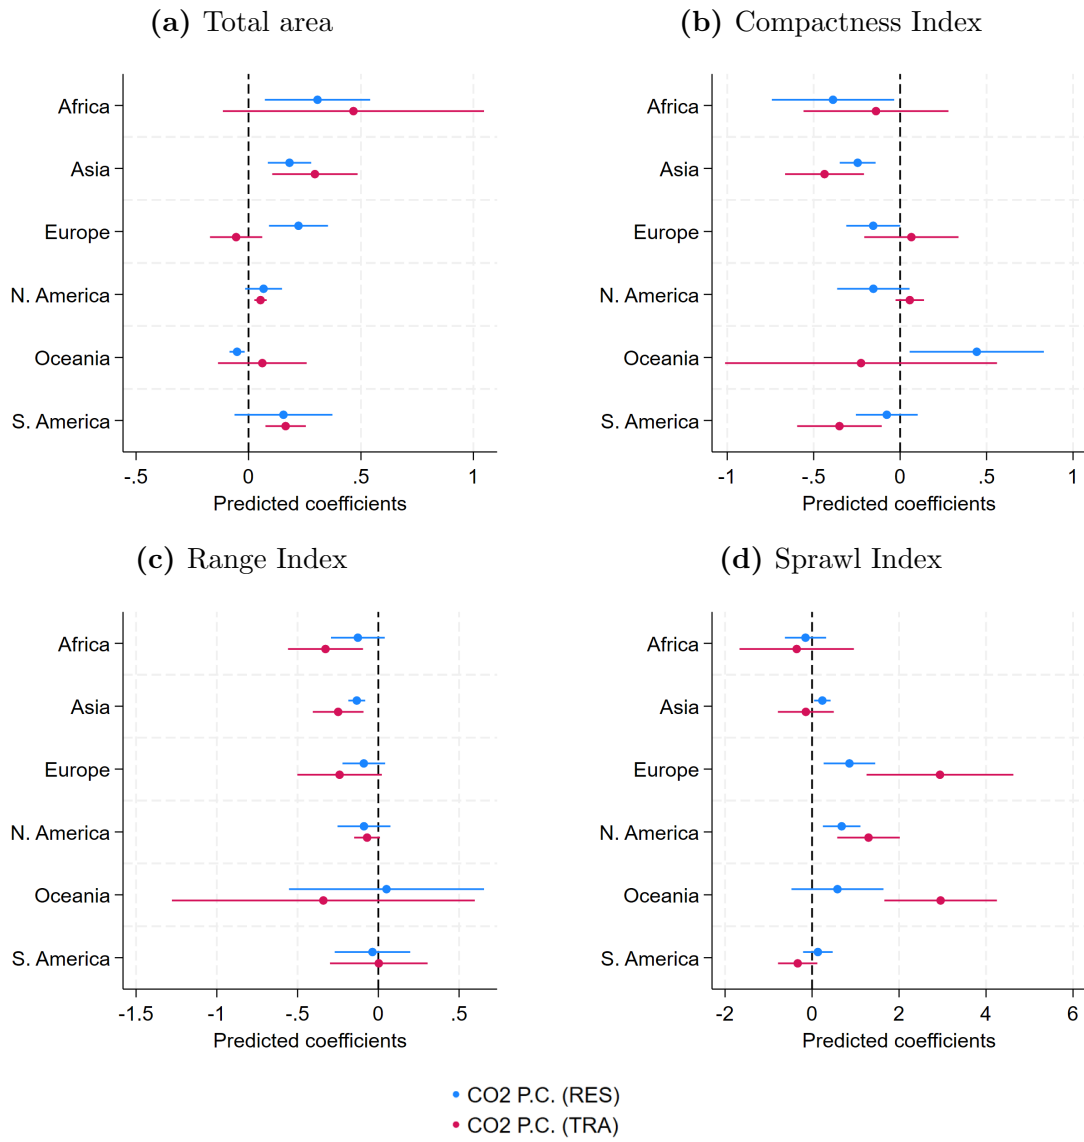 (a) Total area
(b) Compactness Index
Africa
Asia
Europe
N. America
Oceania
S. America
-.5 0 .5 1
Predicted coefficients
Africa
Asia
Europe
N. America
Oceania
S. America
-1 -.5 0 .5 1
Predicted coefficients
(c) Range Index
(d) Sprawl Index
Africa
Asia
Europe
N. America
Oceania
S. America
-1.5 -1 -.5 0 .5
Predicted coefficients
Africa
Asia
Europe
N. America
Oceania
S. America
-2 0 2 4 6
Predicted coefficients
CO2 P.C. (RES)
CO2 P.C. (TRA)